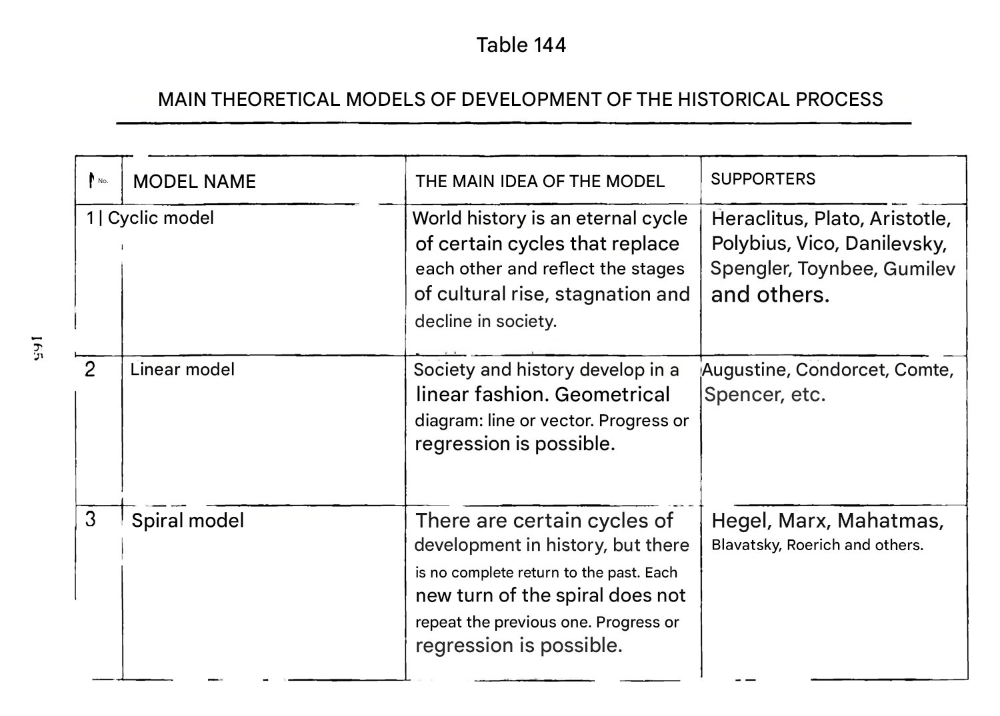 Table 144
MAIN THEORETICAL MODELS OF DEVELOPMENT OF THE HISTORICAL PROCESS
No.
MODEL NAME
THE MAIN IDEA OF THE MODEL
SUPPORTERS
1 | Cyclic model
World history is an eternal cycle
of certain cycles that replace
each other and reflect the stages
of cultural rise, stagnation and
decline in society.
Heraclitus, Plato, Aristotle,
Polybius, Vico, Danilevsky,
Spengler, Toynbee, Gumilev
and others.
2
Linear model
Society and history develop in a
linear fashion. Geometrical
diagram: line or vector. Progress or
regression is possible.
Augustine, Condorcet, Comte,
Spencer, etc.
3
Spiral model
There are certain cycles of
development in history, but there
is no complete return to the past. Each
new turn of the spiral does not
repeat the previous one. Progress or
regression is possible.
Hegel, Marx, Mahatmas,
Blavatsky, Roerich and others.
165